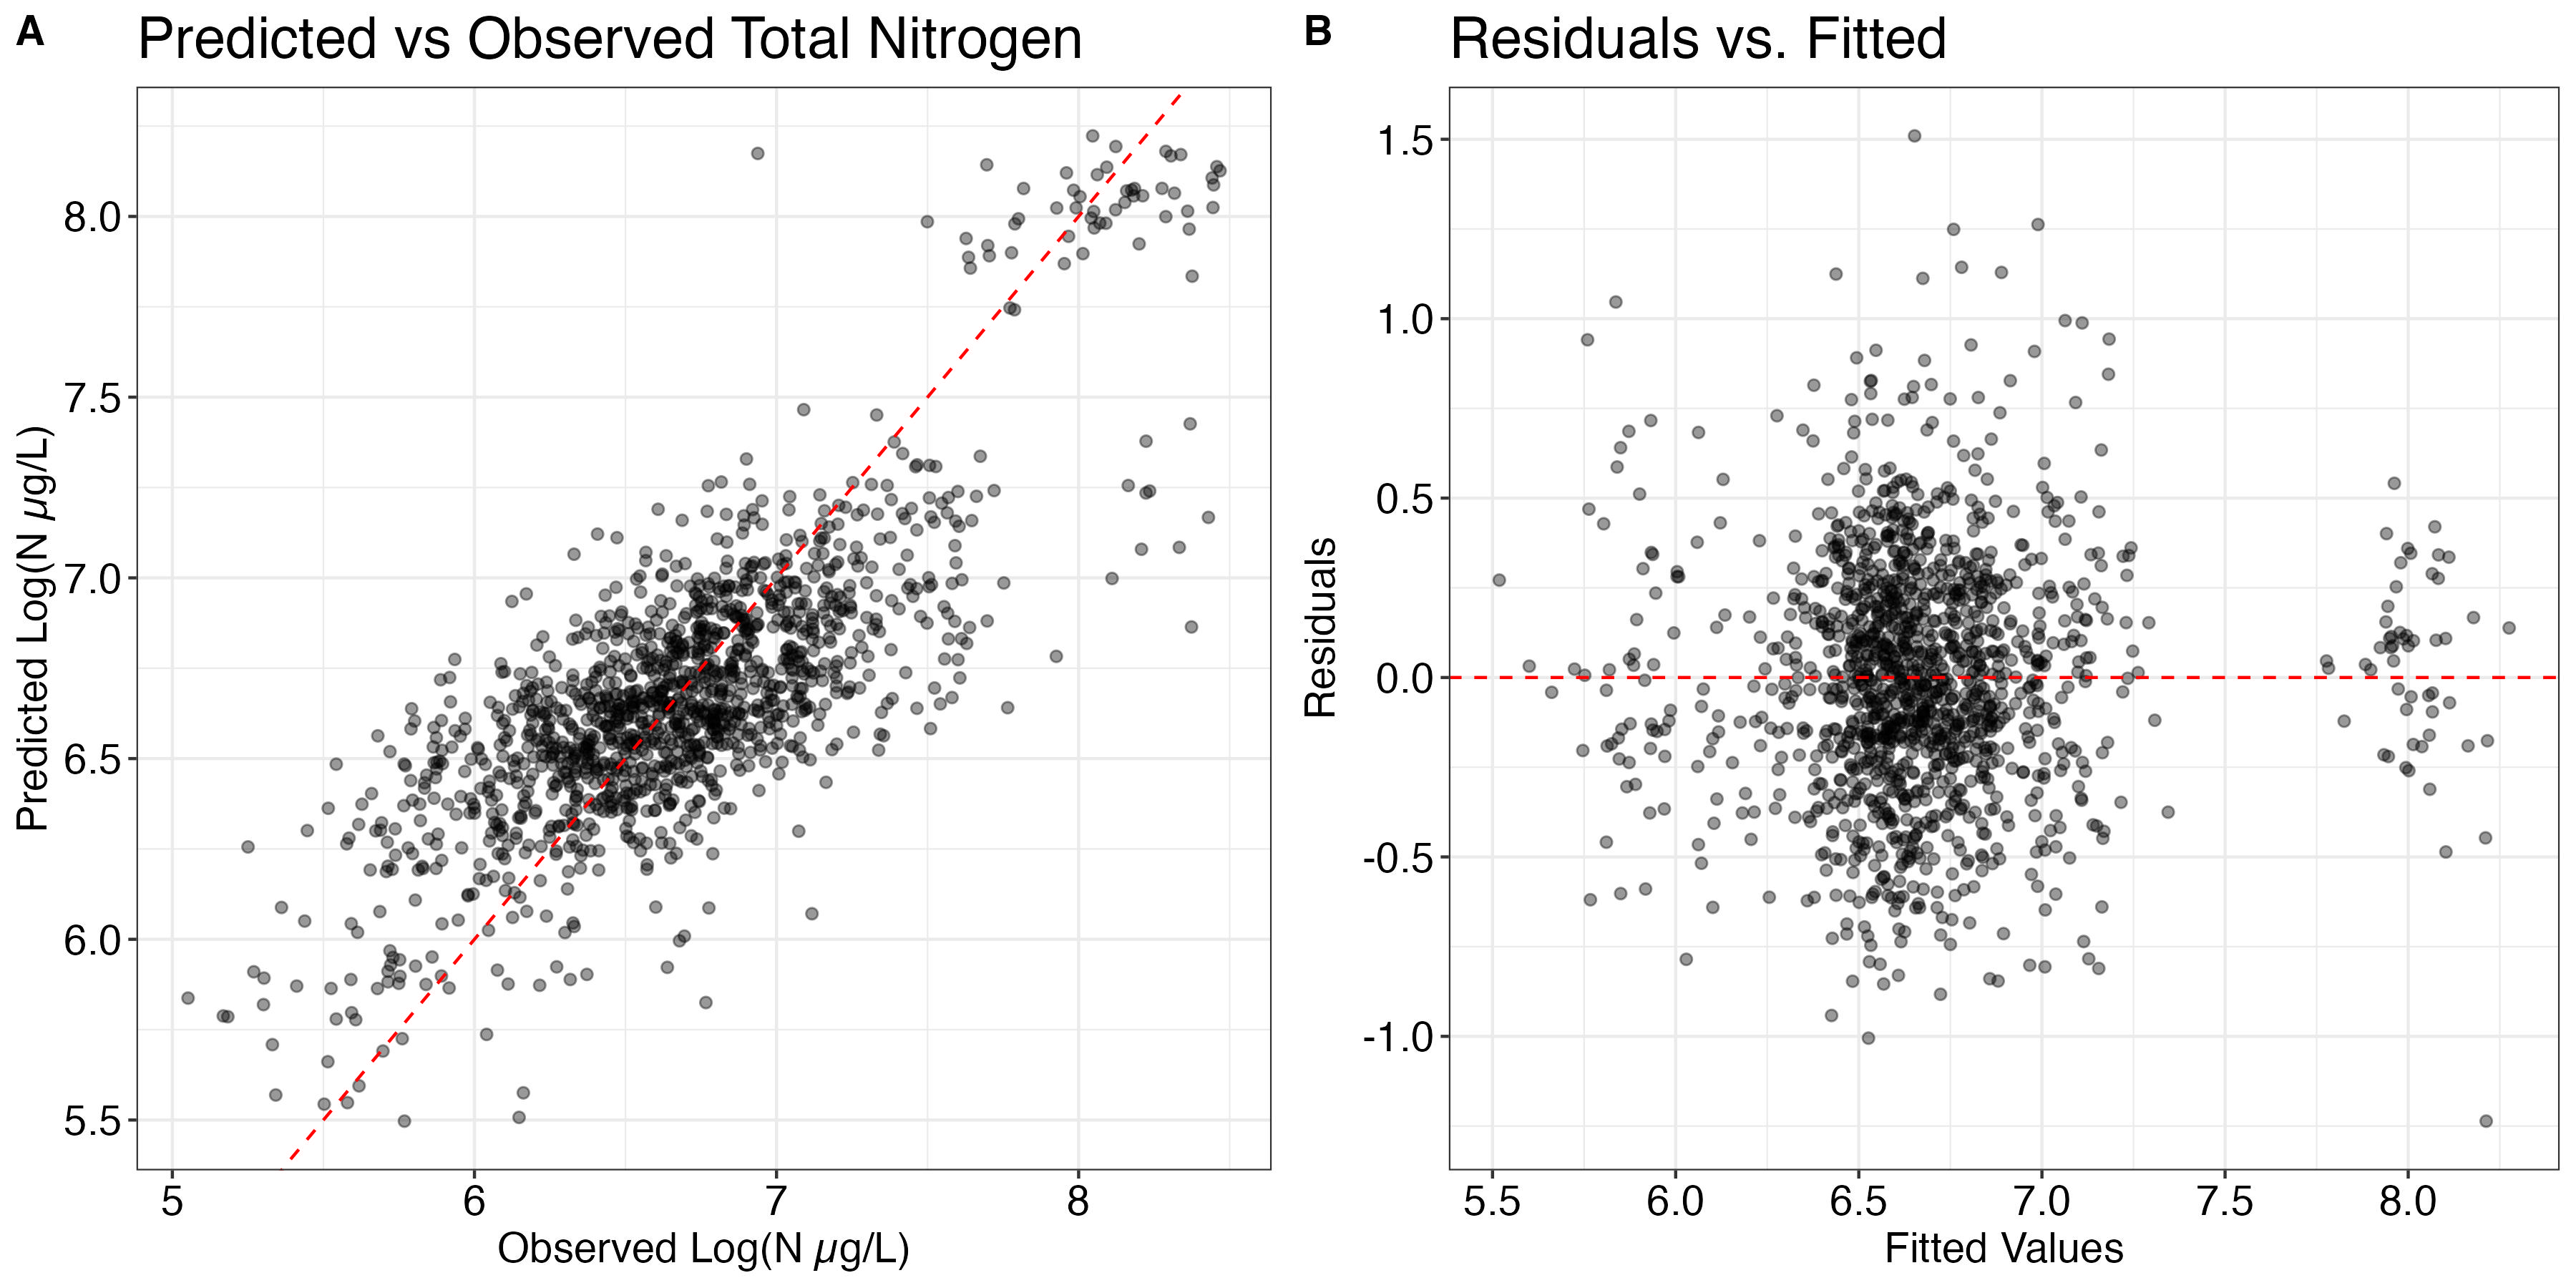 A Predicted vs Observed Total Nitrogen
Predicted Log(N µg/L)
8.0
7.5
7.0
6.5
6.0
5.5
5 6 7 8
Observed Log(N µg/L)
B Residuals vs. Fitted
Residuals
1.5
1.0
0.5
0.0
-0.5
-1.0
5.5 6.0 6.5 7.0 7.5 8.0
Fitted Values